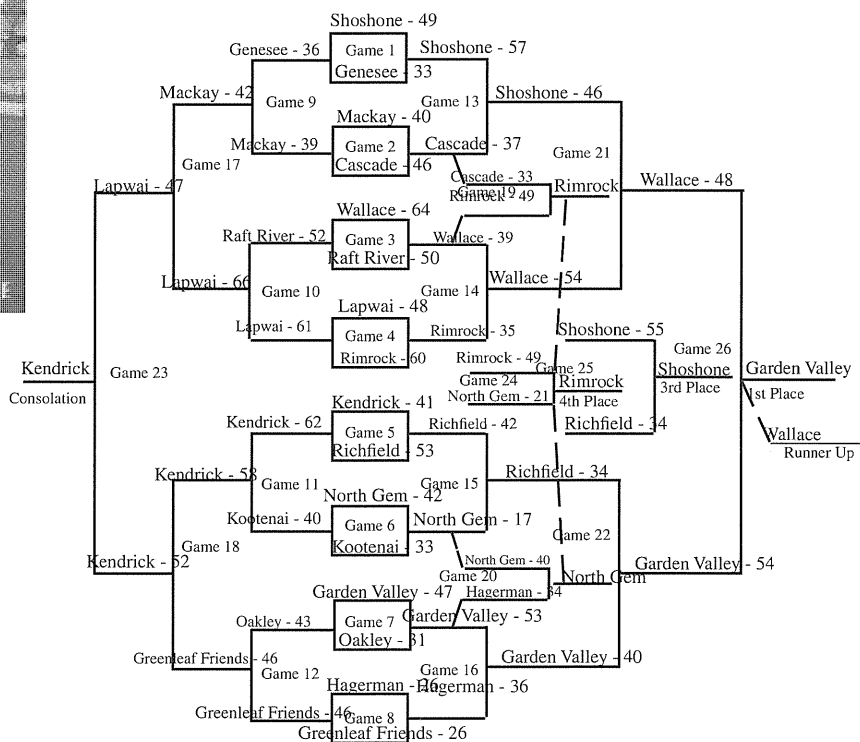 Shoshone - 49
Genesee - 36
Game 1
Shoshone - 57
Genesee - 33
Mackay - 42
Game 9
Game 13
Shoshone - 46
Mackay - 40
Mackay - 39
Game 2
Cascade - 37
Cascade - 46
Game 17
Game 21
Lapwai - 47
Cascade - 33
Game 19
Rimrock - 49
Rimrock
Wallace - 48
Wallace - 64
Raft River - 52
Game 3
Wallace - 39
Raft River - 50
Lapwai - 66
Game 10
Game 14
Wallace - 54
Lapwai - 48
Lapwai - 61
Game 4
Rimrock - 35
Rimrock - 60
Shoshone - 55
Game 26
Kendrick
Game 23
Consolation
Rimrock - 49
Game 25
Game 24
Rimrock
North Gem - 21
4th Place
Shoshone
3rd Place
Garden Valley
1st Place
Kendrick - 41
Kendrick - 62
Game 5
Richfield - 42
Richfield - 53
Richfield - 34
Wallace
Runner Up
Kendrick - 58
Game 11
Game 15
Richfield - 34
North Gem - 42
Kootenai - 40
Game 6
North Gem - 17
Kootenai - 33
Game 18
Game 22
Kendrick - 52
North Gem - 40
Game 20
Hagerman - 34
North Gem
Garden Valley - 54
Garden Valley - 47
Oakley - 43
Game 7
Garden Valley - 53
Oakley - 31
Greenleaf Friends - 46
Game 12
Game 16
Garden Valley - 40
Hagerman - 26
Hagerman - 36
Greenleaf Friends - 46
Game 8
Greenleaf Friends - 26